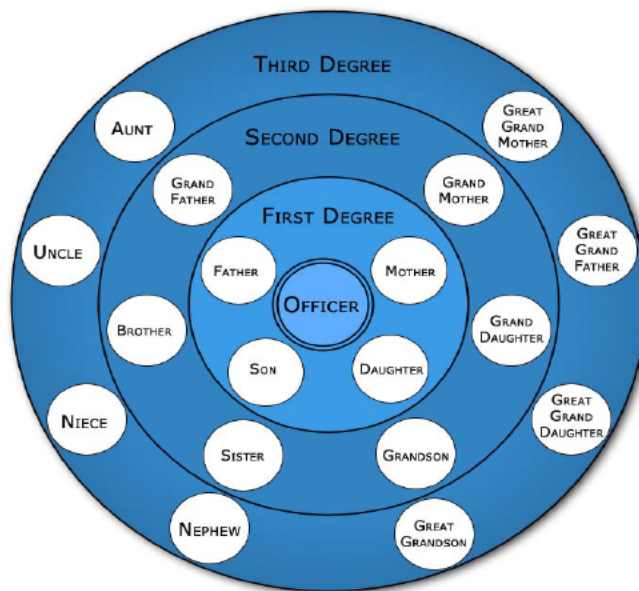 THIRD DEGREE
AUNT
GREAT
GRAND
MOTHER
SECOND DEGREE
GRAND
FATHER
GRAND
MOTHER
FIRST DEGREE
UNCLE
GREAT
GRAND
FATHER
FATHER
MOTHER
OFFICER
BROTHER
GRAND
DAUGHTER
SON
DAUGHTER
NIECE
GREAT
GRAND
DAUGHTER
SISTER
GRANDSON
NEPHEW
GREAT
GRANDSON